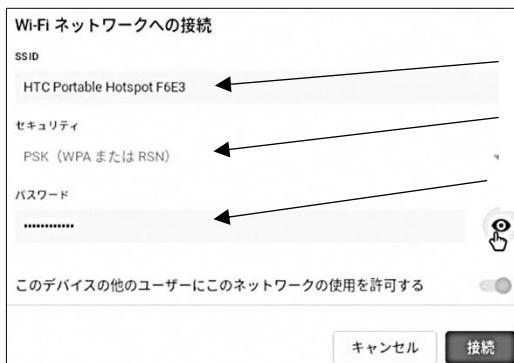 Wi-Fi ネットワークへの接続
SSID
HTC Portable Hotspot F6E3
セキュリティ
PSK（WPA または RSN）
パスワード
••••••••••••
このデバイスの他のユーザーにこのネットワークの使用を許可する
キャンセル 接続